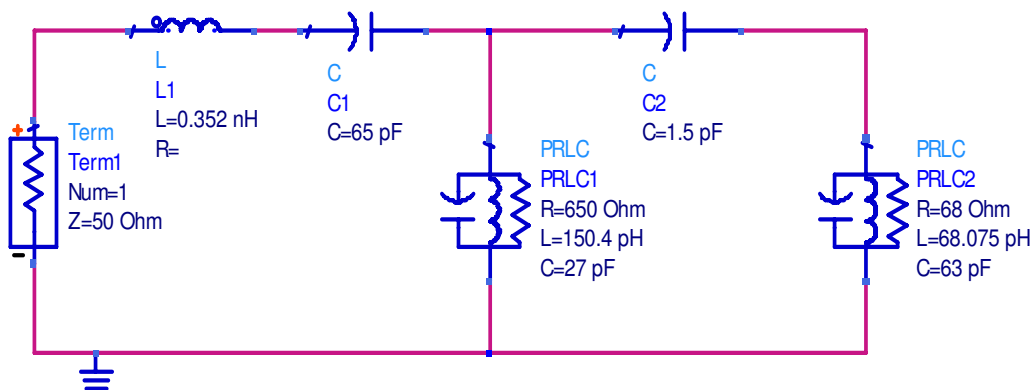 L
L1
L=0.352 nH
R=
C
C1
C=65 pF
C
C2
C=1.5 pF
+
Term
Term1
Num=1
Z=50 Ohm
-
PRLC
PRLC1
R=650 Ohm
L=150.4 pH
C=27 pF
PRLC
PRLC2
R=68 Ohm
L=68.075 pH
C=63 pF